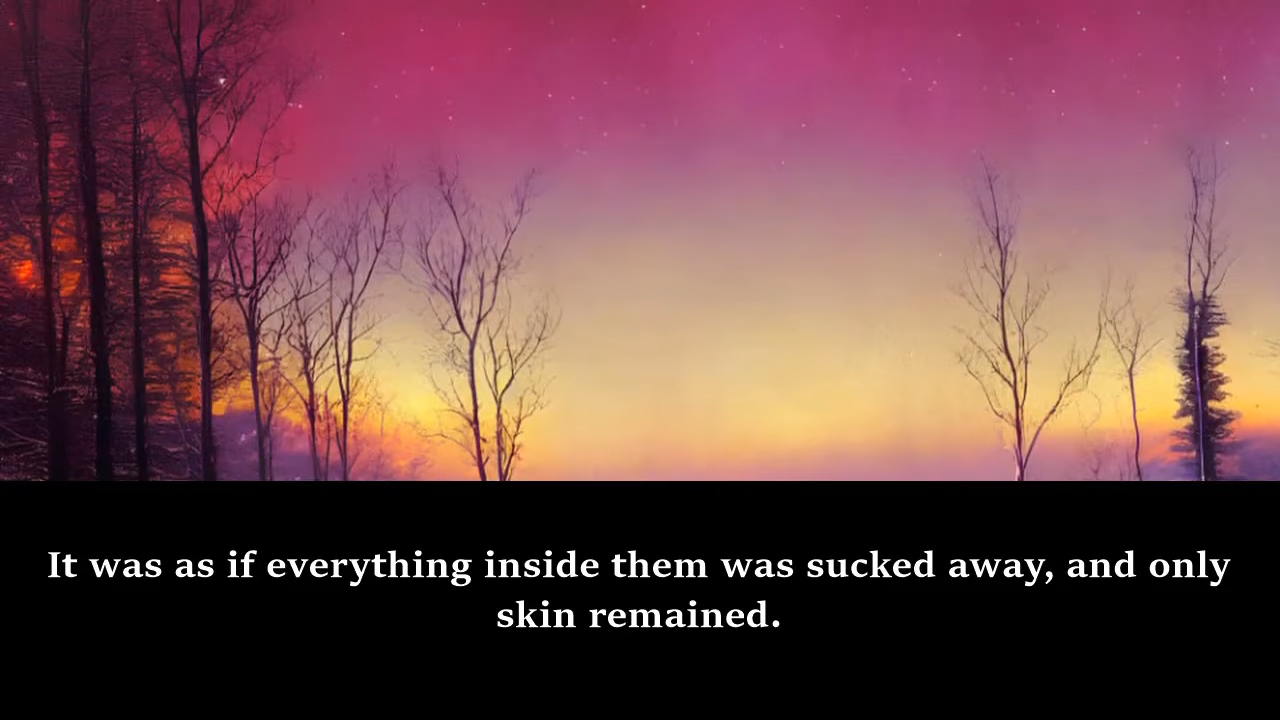 It was as if everything inside them was sucked away, and only
skin remained.